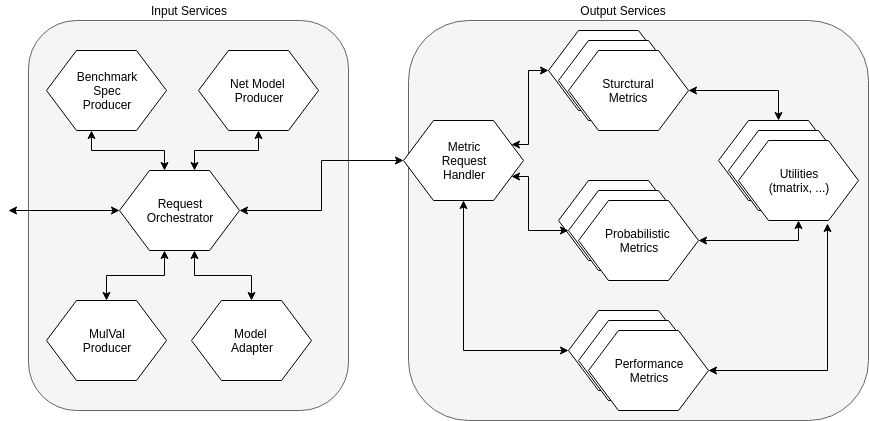 Input Services
Output Services
Benchmark
Spec
Producer
Net Model
Producer
Request
Orchestrator
MulVal
Producer
Model
Adapter
Metric
Request
Handler
Sturctural
Metrics
Probabilistic
Metrics
Performance
Metrics
Utilities
(tmatrix, ...)